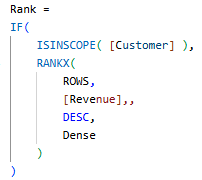 Rank =
IF(
ISINSCOPE( [Customer] ),
RANKX(
ROWS,
[Revenue],,
DESC,
Dense
)
)